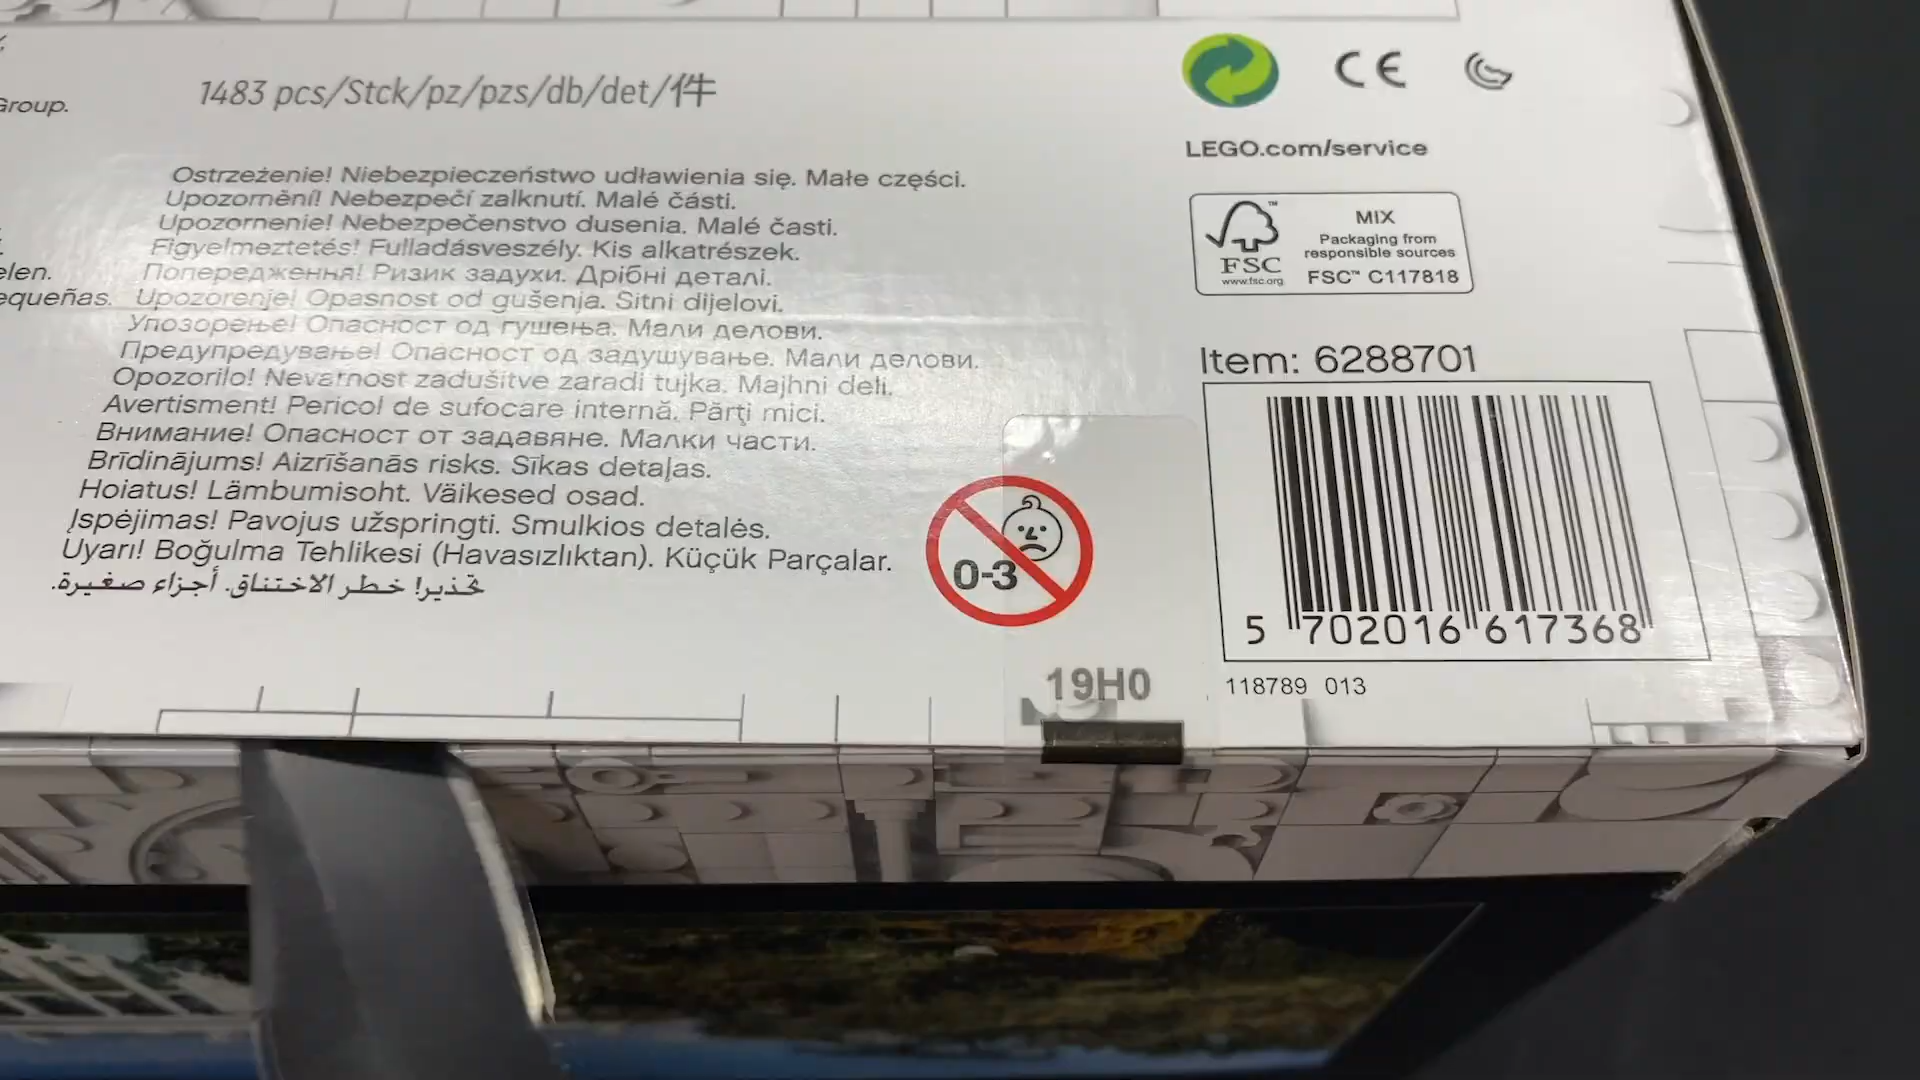 Group.
1483 pcs/Stck/pz/pzs/db/det/件
elen.
equeñas.
Ostrzeżenie! Niebezpieczeństwo udławienia się. Małe części.
Upozornění! Nebezpečí zalknutí. Malé části.
Upozornenie! Nebezpečenstvo dusenia. Malé časti.
Figyelmeztetés! Fulladásveszély. Kis alkatrészek.
Попередження! Ризик задухи. Дрібні деталі.
Upozorenje! Opasnost od gušenja. Sitni dijelovi.
Упозорење! Опасност од гушења. Мали делови.
Предупредување! Опасност од задушување. Мали делови.
Opozorilo! Nevarnost zadušitve zaradi tujka. Majhni deli.
Avertisment! Pericol de sufocare internă. Părți mici.
Внимание! Опасност от задавяне. Малки части.
Brīdinājums! Aizrīšanās risks. Sīkas detaļas.
Hoiatus! Lämbumisoht. Väikesed osad.
Įspėjimas! Pavojus užspringti. Smulkios detalės.
Uyarı! Boğulma Tehlikesi (Havasızlıktan). Küçük Parçalar.
تحذير! خطر الاختناق. أجزاء صغيرة.
0-3
19H0
CE
LEGO.com/service
FSC
www.fsc.org
MIX
Packaging from
responsible sources
FSC™ C117818
Item: 6288701
5 702016 617368
118789 013